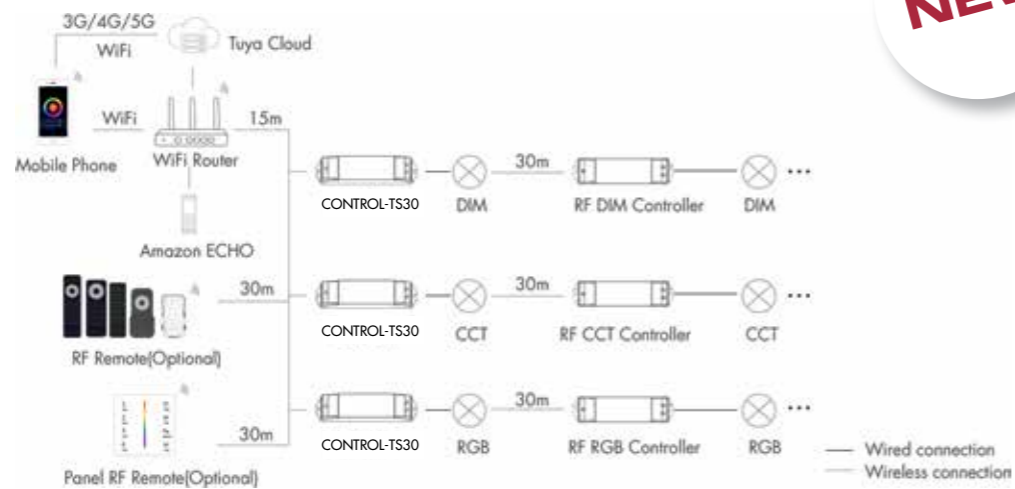 NEW
3G/4G/5G
WiFi
Tuya Cloud
WiFi
15m
Mobile Phone
WiFi Router
30m
CONTROL-TS30
DIM
RF DIM Controller
DIM
Amazon ECHO
30m
30m
CONTROL-TS30
CCT
RF CCT Controller
CCT
RF Remote(Optional)
30m
30m
CONTROL-TS30
RGB
RF RGB Controller
RGB
Wired connection
Wireless connection
Panel RF Remote(Optional)